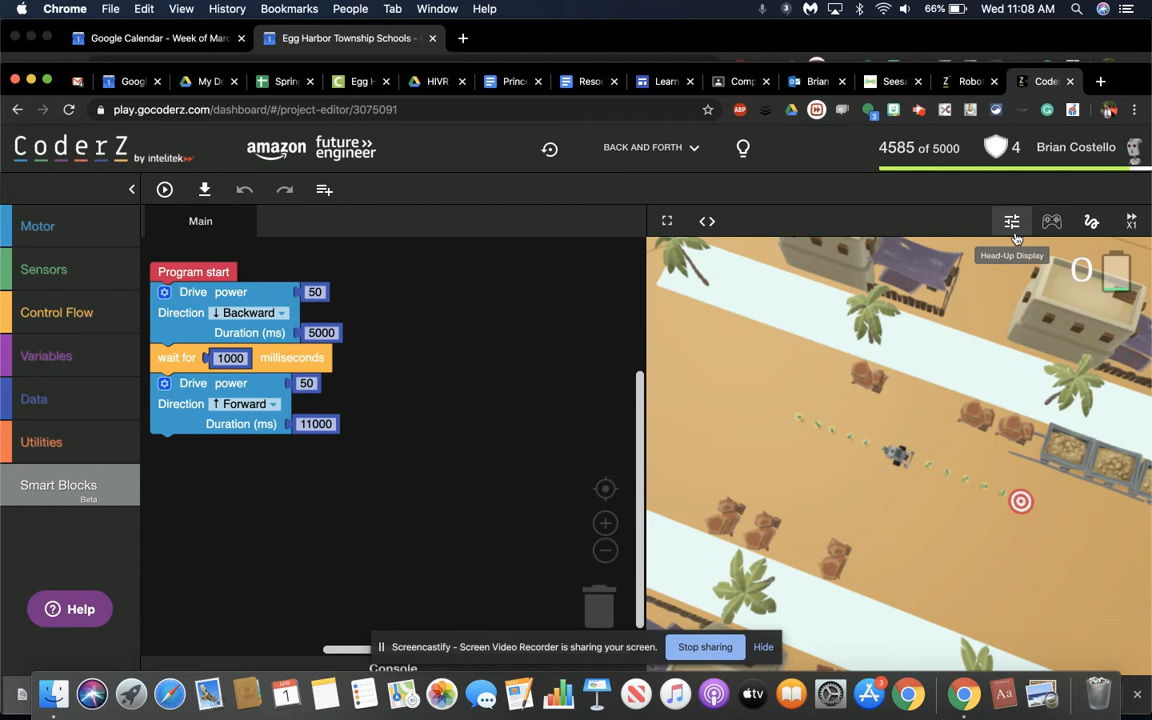 Chrome File Edit View History Bookmarks People Tab Window Help 66% Wed 11:08 AM
Google Calendar - Week of Marc Egg Harbor Township Schools -
Goog My Dr Sprin Egg H HIVR Princ Resou Learn Comp Brian Seesa Robot Code
play.gocoderz.com/dashboard/#/project-editor/3075091
CoderZ by intelitek
amazon future engineer
BACK AND FORTH
4585 of 5000
4
Brian Costello
Main
X1
Head-Up Display
0
Motor
Sensors
Control Flow
Variables
Data
Utilities
Smart Blocks
Beta
Help
Program start
Drive power 50
Direction ↓ Backward
Duration (ms) 5000
wait for 1000 milliseconds
Drive power 50
Direction ↑ Forward
Duration (ms) 11000
Screencastify - Screen Video Recorder is sharing your screen. Stop sharing Hide
Console